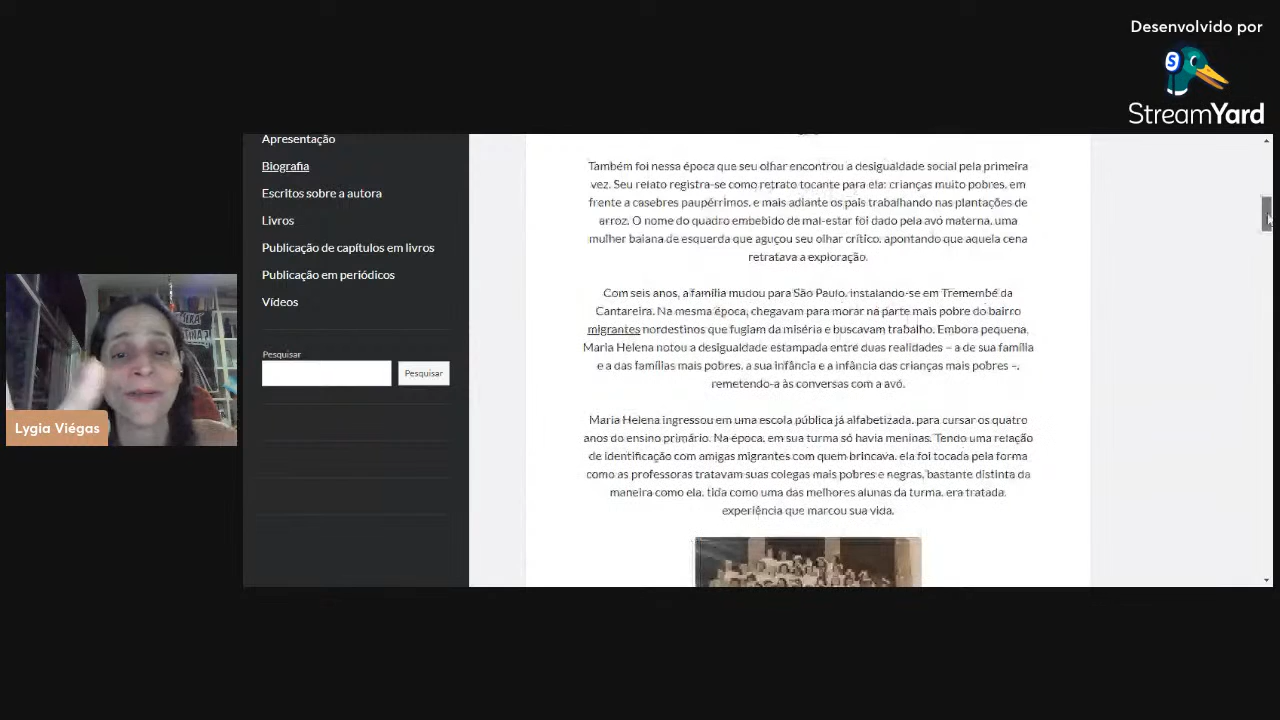 Desenvolvido por
S
StreamYard
Apresentação
Biografia
Escritos sobre a autora
Livros
Publicação de capítulos em livros
Publicação em periódicos
Vídeos
Pesquisar
Pesquisar
Lygia Viégas
Também foi nessa época que seu olhar encontrou a desigualdade social pela primeira
vez. Seu relato registra-se como retrato tocante para ela: crianças muito pobres, em
frente a casebres paupérrimos, e mais adiante os pais trabalhando nas plantações de
arroz. O nome do quadro embebido de mal-estar foi dado pela avó materna, uma
mulher baiana de esquerda que aguçou seu olhar crítico, apontando que aquela cena
retratava a exploração.
Com seis anos, a família mudou para São Paulo, instalando-se em Tremembé da
Cantareira. Na mesma época, chegavam para morar na parte mais pobre do bairro
migrantes nordestinos que fugiam da miséria e buscavam trabalho. Embora pequena,
Maria Helena notou a desigualdade estampada entre duas realidades – a de sua família
e a das famílias mais pobres, a sua infância e a infância das crianças mais pobres –,
remetendo-a às conversas com a avó.
Maria Helena ingressou em uma escola pública já alfabetizada, para cursar os quatro
anos do ensino primário. Na época, em sua turma só havia meninas. Tendo uma relação
de identificação com amigas migrantes com quem brincava, ela foi tocada pela forma
como as professoras tratavam suas colegas mais pobres e negras, bastante distinta da
maneira como ela, tida como uma das melhores alunas da turma, era tratada,
experiência que marcou sua vida.